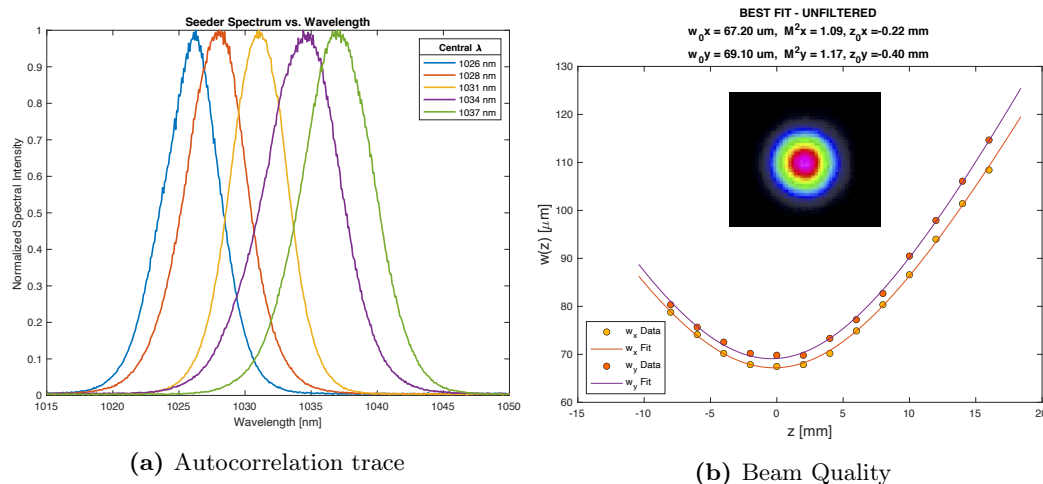 Seeder Spectrum vs. Wavelength
Normalized Spectral Intensity
1
0.9
0.8
0.7
0.6
0.5
0.4
0.3
0.2
0.1
0
Central λ
1026 nm
1028 nm
1031 nm
1034 nm
1037 nm
1015 1020 1025 1030 1035 1040 1045 1050
Wavelength [nm]
(a) Autocorrelation trace
BEST FIT - UNFILTERED
w₀x = 67.20 um, M²x = 1.09, z₀x =-0.22 mm
w₀y = 69.10 um, M²y = 1.17, z₀y =-0.40 mm
w(z) [μm]
130
120
110
100
90
80
70
60
wₓ Data
wₓ Fit
w_y Data
w_y Fit
-15 -10 -5 0 5 10 15 20
z [mm]
(b) Beam Quality